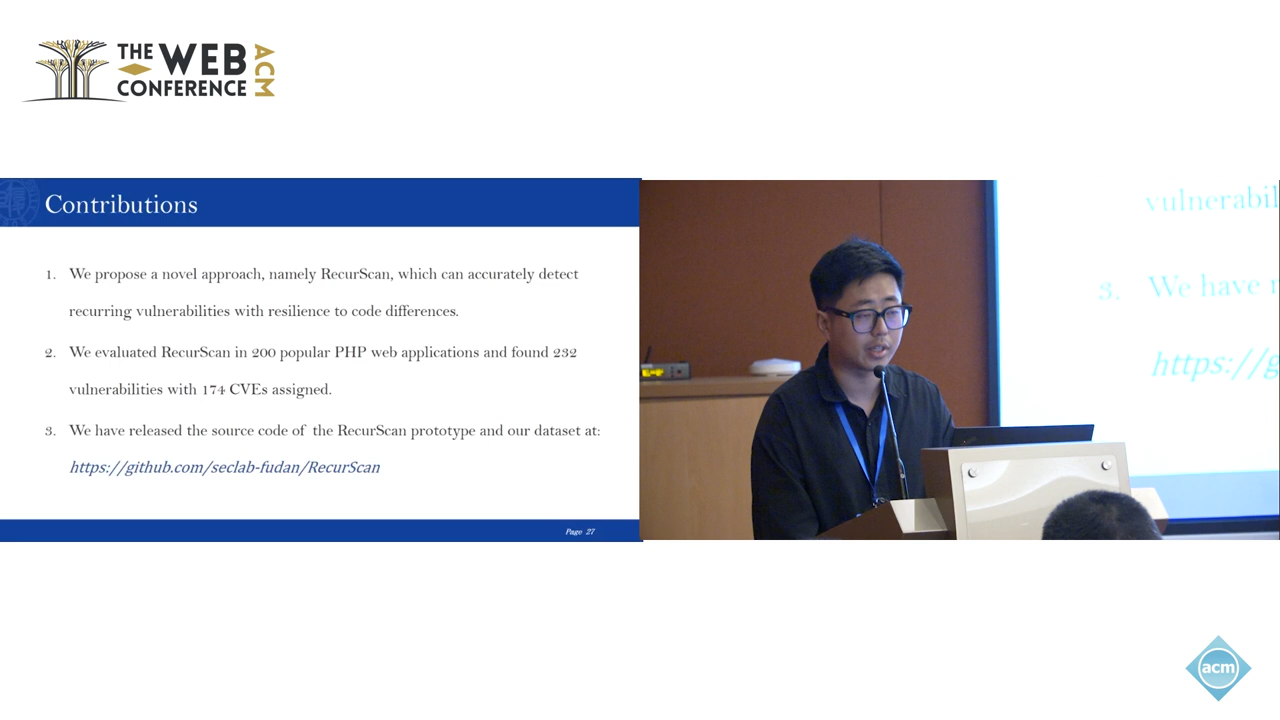 THE WEB
CONFERENCE
ACM
Contributions
1. We propose a novel approach, namely RecurScan, which can accurately detect
recurring vulnerabilities with resilience to code differences.
2. We evaluated RecurScan in 200 popular PHP web applications and found 232
vulnerabilities with 174 CVEs assigned.
3. We have released the source code of the RecurScan prototype and our dataset at:
https://github.com/seclab-fudan/RecurScan
Page 27
vulnerabil
3. We have r
https://g
acm